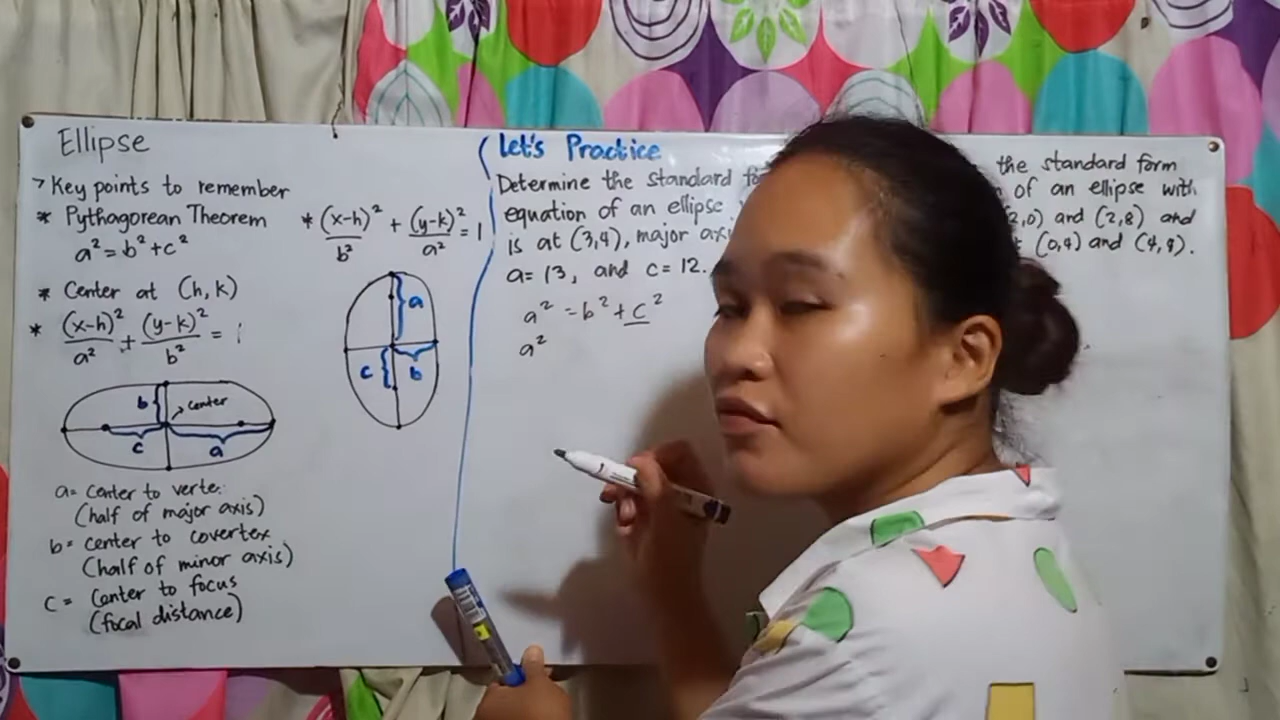 Ellipse
> Key points to remember
* Pythagorean Theorem
a² = b² + c²
* Center at (h, k)
* (x-h)²/a² + (y-k)²/b² = 1
b center
c a
a = center to verte
(half of major axis)
b = center to covertex
(half of minor axis)
c = center to focus
(focal distance)
* (x-h)²/b² + (y-k)²/a² = 1
a
c b
Let's Practice
Determine the standard
equation of an ellipse.
is at (3,4), major
a = 13, and c = 12.
a² = b² + c²
a²
the standard form
of an ellipse with
2,0) and (2,8) and
(0,4) and (4,4).